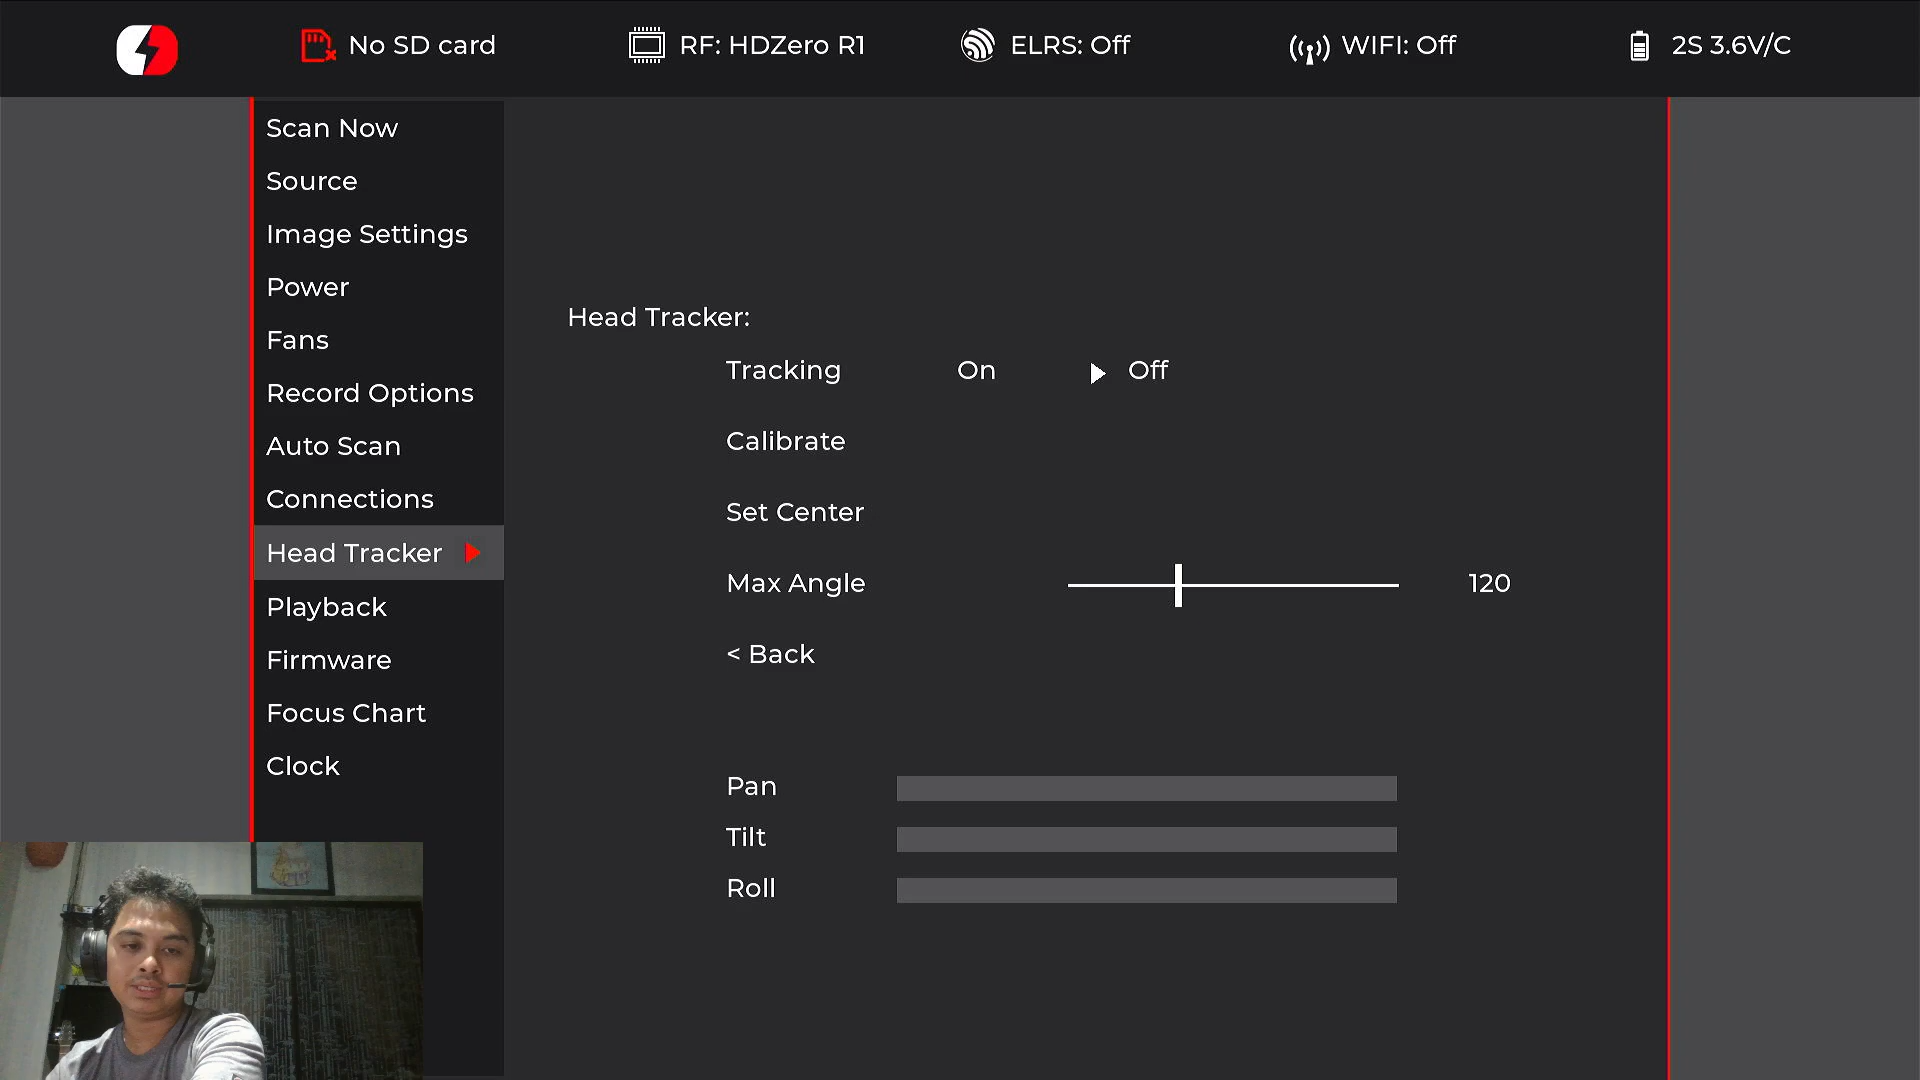 No SD card
RF: HDZero R1
ELRS: Off
WIFI: Off
2S 3.6V/C
Scan Now
Source
Image Settings
Power
Fans
Record Options
Auto Scan
Connections
Head Tracker
Playback
Firmware
Focus Chart
Clock
Head Tracker:
Tracking On Off
Calibrate
Set Center
Max Angle 120
< Back
Pan
Tilt
Roll